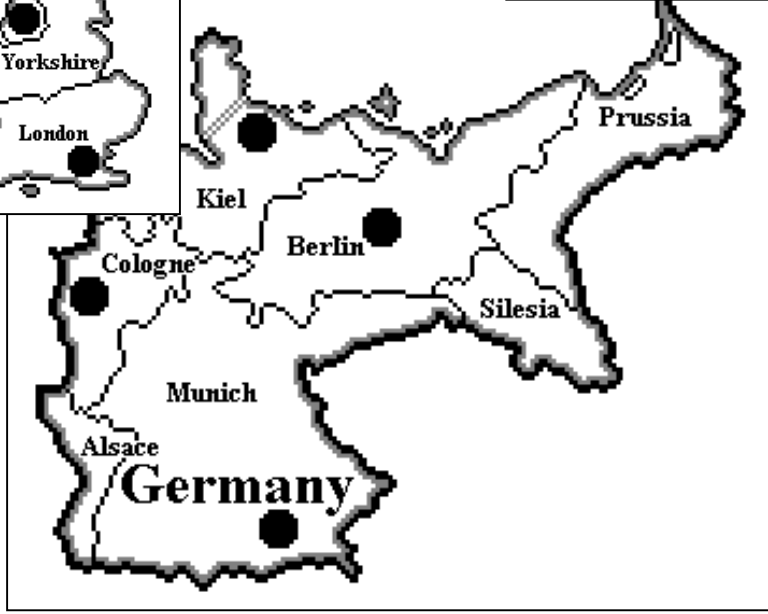 Yorkshire
London
Prussia
Kiel
Berlin
Cologne
Silesia
Munich
Alsace
Germany